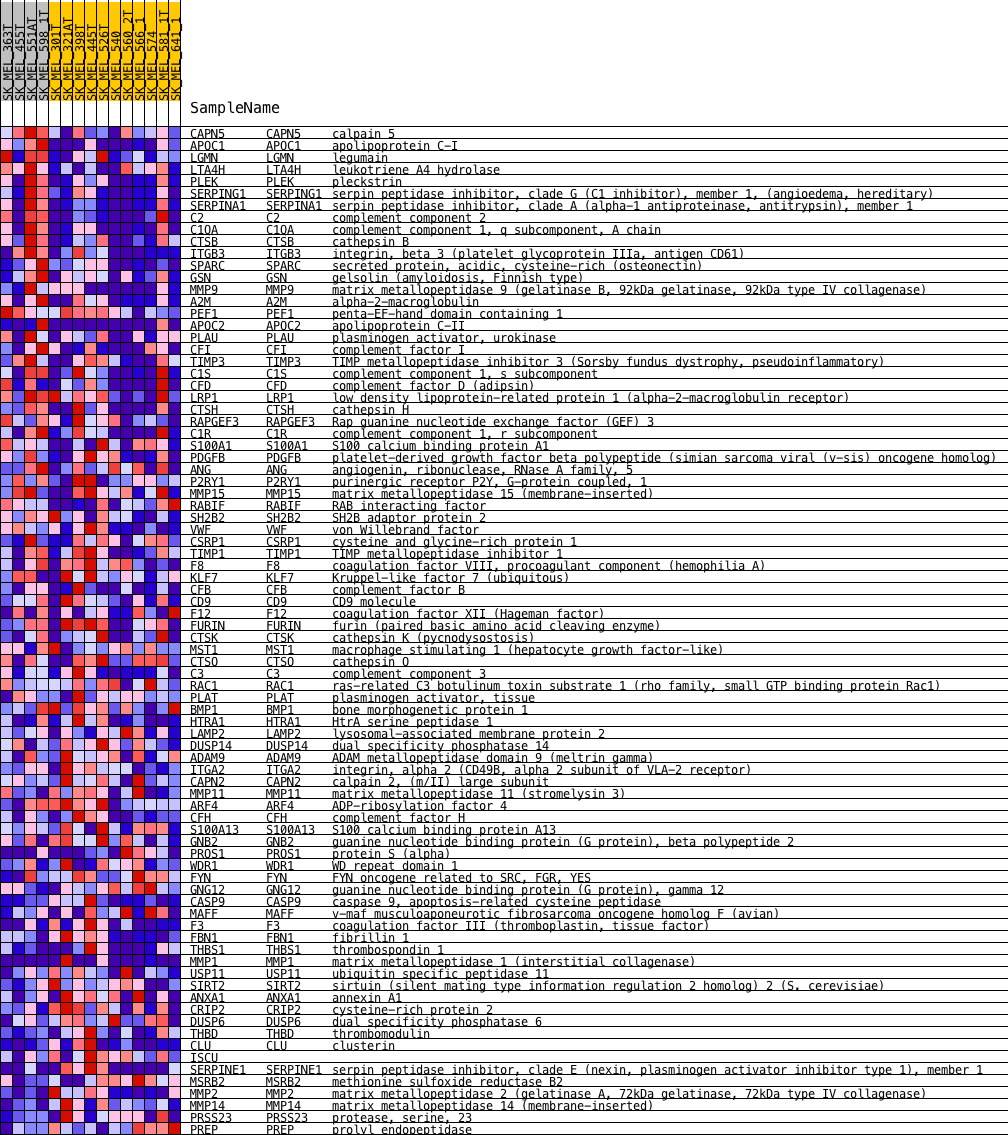 SK_MEL_363T
SK_MEL_455T
SK_MEL_551AT
SK_MEL_598_1T
SK_MEL_301T
SK_MEL_321AT
SK_MEL_398T
SK_MEL_445T
SK_MEL_526T
SK_MEL_540
SK_MEL_560_2T
SK_MEL_566_1
SK_MEL_574
SK_MEL_581_1T
SK_MEL_641_1
SampleName
CAPN5 CAPN5 calpain 5
APOC1 APOC1 apolipoprotein C-I
LGMN LGMN legumain
LTA4H LTA4H leukotriene A4 hydrolase
PLEK PLEK pleckstrin
SERPING1 SERPING1 serpin peptidase inhibitor, clade G (C1 inhibitor), member 1, (angioedema, hereditary)
SERPINA1 SERPINA1 serpin peptidase inhibitor, clade A (alpha-1 antiproteinase, antitrypsin), member 1
C2 C2 complement component 2
C1QA C1QA complement component 1, q subcomponent, A chain
CTSB CTSB cathepsin B
ITGB3 ITGB3 integrin, beta 3 (platelet glycoprotein IIIa, antigen CD61)
SPARC SPARC secreted protein, acidic, cysteine-rich (osteonectin)
GSN GSN gelsolin (amyloidosis, Finnish type)
MMP9 MMP9 matrix metallopeptidase 9 (gelatinase B, 92kDa gelatinase, 92kDa type IV collagenase)
A2M A2M alpha-2-macroglobulin
PEF1 PEF1 penta-EF-hand domain containing 1
APOC2 APOC2 apolipoprotein C-II
PLAU PLAU plasminogen activator, urokinase
CFI CFI complement factor I
TIMP3 TIMP3 TIMP metallopeptidase inhibitor 3 (Sorsby fundus dystrophy, pseudoinflammatory)
C1S C1S complement component 1, s subcomponent
CFD CFD complement factor D (adipsin)
LRP1 LRP1 low density lipoprotein-related protein 1 (alpha-2-macroglobulin receptor)
CTSH CTSH cathepsin H
RAPGEF3 RAPGEF3 Rap guanine nucleotide exchange factor (GEF) 3
C1R C1R complement component 1, r subcomponent
S100A1 S100A1 S100 calcium binding protein A1
PDGFB PDGFB platelet-derived growth factor beta polypeptide (simian sarcoma viral (v-sis) oncogene homolog)
ANG ANG angiogenin, ribonuclease, RNase A family, 5
P2RY1 P2RY1 purinergic receptor P2Y, G-protein coupled, 1
MMP15 MMP15 matrix metallopeptidase 15 (membrane-inserted)
RABIF RABIF RAB interacting factor
SH2B2 SH2B2 SH2B adaptor protein 2
VWF VWF von Willebrand factor
CSRP1 CSRP1 cysteine and glycine-rich protein 1
TIMP1 TIMP1 TIMP metallopeptidase inhibitor 1
F8 F8 coagulation factor VIII, procoagulant component (hemophilia A)
KLF7 KLF7 Kruppel-like factor 7 (ubiquitous)
CFB CFB complement factor B
CD9 CD9 CD9 molecule
F12 F12 coagulation factor XII (Hageman factor)
FURIN FURIN furin (paired basic amino acid cleaving enzyme)
CTSK CTSK cathepsin K (pycnodysostosis)
MST1 MST1 macrophage stimulating 1 (hepatocyte growth factor-like)
CTSO CTSO cathepsin O
C3 C3 complement component 3
RAC1 RAC1 ras-related C3 botulinum toxin substrate 1 (rho family, small GTP binding protein Rac1)
PLAT PLAT plasminogen activator, tissue
BMP1 BMP1 bone morphogenetic protein 1
HTRA1 HTRA1 HtrA serine peptidase 1
LAMP2 LAMP2 lysosomal-associated membrane protein 2
DUSP14 DUSP14 dual specificity phosphatase 14
ADAM9 ADAM9 ADAM metallopeptidase domain 9 (meltrin gamma)
ITGA2 ITGA2 integrin, alpha 2 (CD49B, alpha 2 subunit of VLA-2 receptor)
CAPN2 CAPN2 calpain 2, (m/II) large subunit
MMP11 MMP11 matrix metallopeptidase 11 (stromelysin 3)
ARF4 ARF4 ADP-ribosylation factor 4
CFH CFH complement factor H
S100A13 S100A13 S100 calcium binding protein A13
GNB2 GNB2 guanine nucleotide binding protein (G protein), beta polypeptide 2
PROS1 PROS1 protein S (alpha)
WDR1 WDR1 WD repeat domain 1
FYN FYN FYN oncogene related to SRC, FGR, YES
GNG12 GNG12 guanine nucleotide binding protein (G protein), gamma 12
CASP9 CASP9 caspase 9, apoptosis-related cysteine peptidase
MAFF MAFF v-maf musculoaponeurotic fibrosarcoma oncogene homolog F (avian)
F3 F3 coagulation factor III (thromboplastin, tissue factor)
FBN1 FBN1 fibrillin 1
THBS1 THBS1 thrombospondin 1
MMP1 MMP1 matrix metallopeptidase 1 (interstitial collagenase)
USP11 USP11 ubiquitin specific peptidase 11
SIRT2 SIRT2 sirtuin (silent mating type information regulation 2 homolog) 2 (S. cerevisiae)
ANXA1 ANXA1 annexin A1
CRIP2 CRIP2 cysteine-rich protein 2
DUSP6 DUSP6 dual specificity phosphatase 6
THBD THBD thrombomodulin
CLU CLU clusterin
ISCU
SERPINE1 SERPINE1 serpin peptidase inhibitor, clade E (nexin, plasminogen activator inhibitor type 1), member 1
MSRB2 MSRB2 methionine sulfoxide reductase B2
MMP2 MMP2 matrix metallopeptidase 2 (gelatinase A, 72kDa gelatinase, 72kDa type IV collagenase)
MMP14 MMP14 matrix metallopeptidase 14 (membrane-inserted)
PRSS23 PRSS23 protease, serine, 23
PREP PREP prolyl endopeptidase